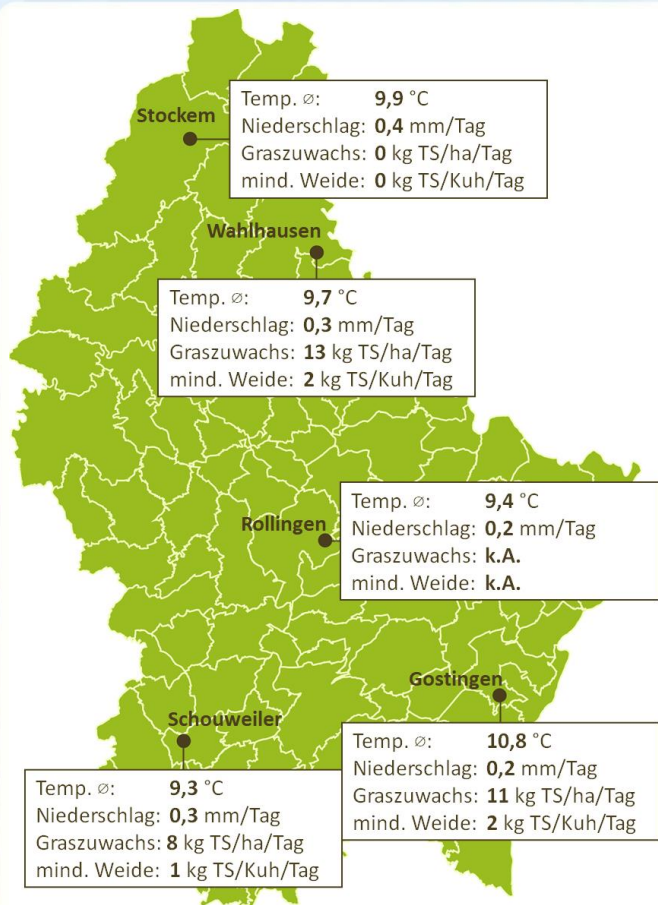 Stockem
Temp. ⌀: 9,9 °C
Niederschlag: 0,4 mm/Tag
Graszuwachs: 0 kg TS/ha/Tag
mind. Weide: 0 kg TS/Kuh/Tag
Wahlhausen
Temp. ⌀: 9,7 °C
Niederschlag: 0,3 mm/Tag
Graszuwachs: 13 kg TS/ha/Tag
mind. Weide: 2 kg TS/Kuh/Tag
Rollingen
Temp. ⌀: 9,4 °C
Niederschlag: 0,2 mm/Tag
Graszuwachs: k.A.
mind. Weide: k.A.
Gostingen
Temp. ⌀: 10,8 °C
Niederschlag: 0,2 mm/Tag
Graszuwachs: 11 kg TS/ha/Tag
mind. Weide: 2 kg TS/Kuh/Tag
Schouweiler
Temp. ⌀: 9,3 °C
Niederschlag: 0,3 mm/Tag
Graszuwachs: 8 kg TS/ha/Tag
mind. Weide: 1 kg TS/Kuh/Tag